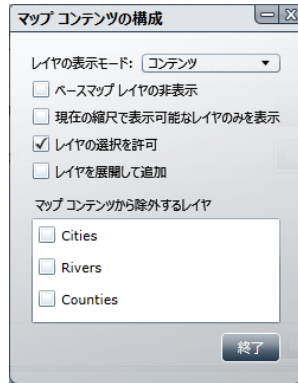 マップ コンテンツの構成
レイヤの表示モード: コンテンツ
ベースマップ レイヤの非表示
現在の縮尺で表示可能なレイヤのみを表示
レイヤの選択を許可
レイヤを展開して追加
マップ コンテンツから除外するレイヤ
Cities
Rivers
Counties
終了